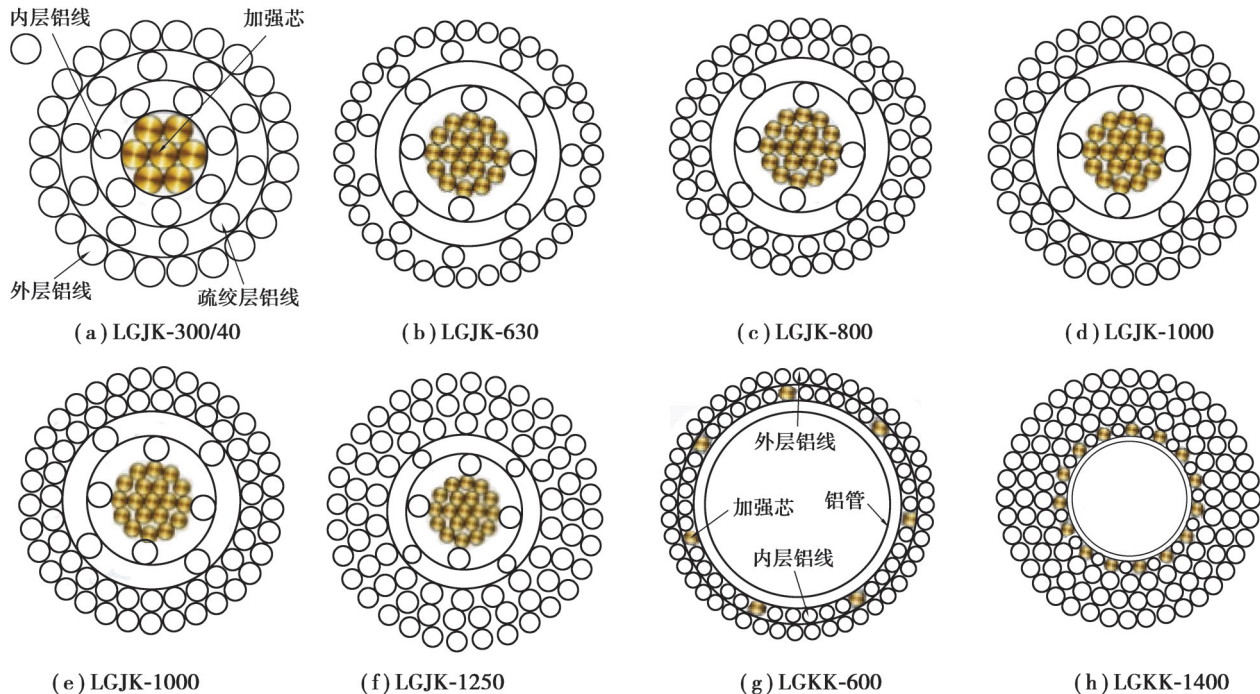 内层铝线
加强芯
外层铝线
疏绞层铝线
(a) LGJK-300/40
(b) LGJK-630
(c) LGJK-800
(d) LGJK-1000
外层铝线
加强芯
铝管
内层铝线
(e) LGJK-1000
(f) LGJK-1250
(g) LGKK-600
(h) LGKK-1400